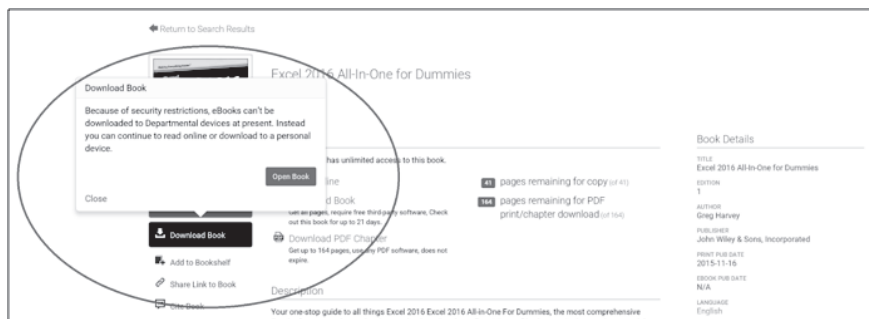 Return to Search Results
Excel 2016 All-In-One for Dummies
Download Book
Because of security restrictions, eBooks can't be
downloaded to Departmental devices at present. Instead
you can continue to read online or download to a personal
device.
Open Book
Close
has unlimited access to this book.
41 pages remaining for copy (of 41)
Book
Get all pages, require free third party software, Check
out this book for up to 21 days.
164 pages remaining for PDF
print/chapter download (of 164)
Download PDF Chapter
Get up to 164 pages, use any PDF software, does not
expire.
Download Book
Add to Bookshelf
Share Link to Book
Cite Book
Description
Your one-stop guide to all things Excel 2016 Excel 2016 All-in-One For Dummies, the most comprehensive
Book Details
TITLE
Excel 2016 All-In-One for Dummies
EDITION
1
AUTHOR
Greg Harvey
PUBLISHER
John Wiley & Sons, Incorporated
PRINT PUB DATE
2015-11-16
EBOOK PUB DATE
N/A
LANGUAGE
English